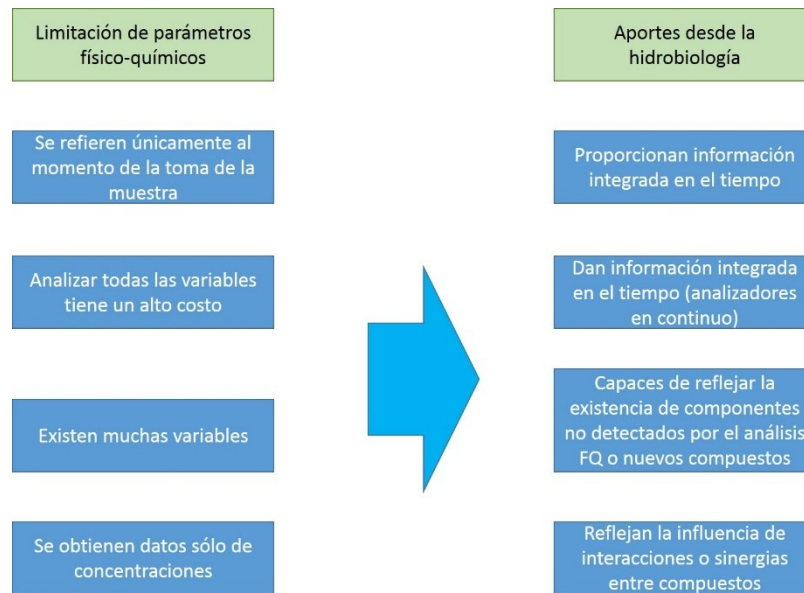 Limitación de parámetros
físico-químicos
Se refieren únicamente al
momento de la toma de la
muestra
Analizar todas las variables
tiene un alto costo
Existen muchas variables
Se obtienen datos sólo de
concentraciones
Aportes desde la
hidrobiología
Proporcionan información
integrada en el tiempo
Dan información integrada
en el tiempo (analizadores
en continuo)
Capaces de reflejar la
existencia de componentes
no detectados por el análisis
FQ o nuevos compuestos
Reflejan la influencia de
interacciones o sinergias
entre compuestos